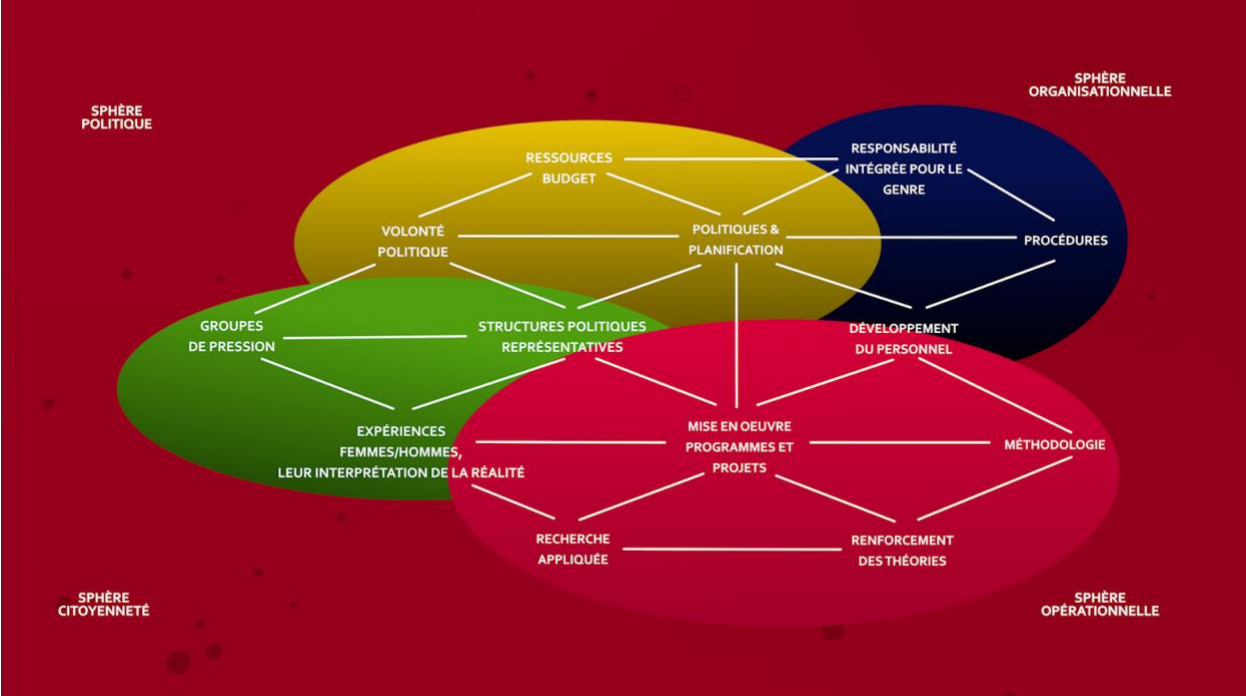 SPHÈRE
ORGANISATIONNELLE
SPHÈRE
POLITIQUE
RESSOURCES
BUDGET
RESPONSABILITÉ
INTÉGRÉE POUR LE
GENRE
VOLONTÉ
POLITIQUE
POLITIQUES &
PLANIFICATION
PROCÉDURES
GROUPES
DE PRESSION
STRUCTURES POLITIQUES
REPRÉSENTATIVES
DÉVELOPPEMENT
DU PERSONNEL
EXPÉRIENCES
FEMMES/HOMMES,
LEUR INTERPRÉTATION DE LA RÉALITÉ
MISE EN OEUVRE
PROGRAMMES ET
PROJETS
MÉTHODOLOGIE
RECHERCHE
APPLIQUÉE
RENFORCEMENT
DES THÉORIES
SPHÈRE
CITOYENNETÉ
SPHÈRE
OPÉRATIONNELLE